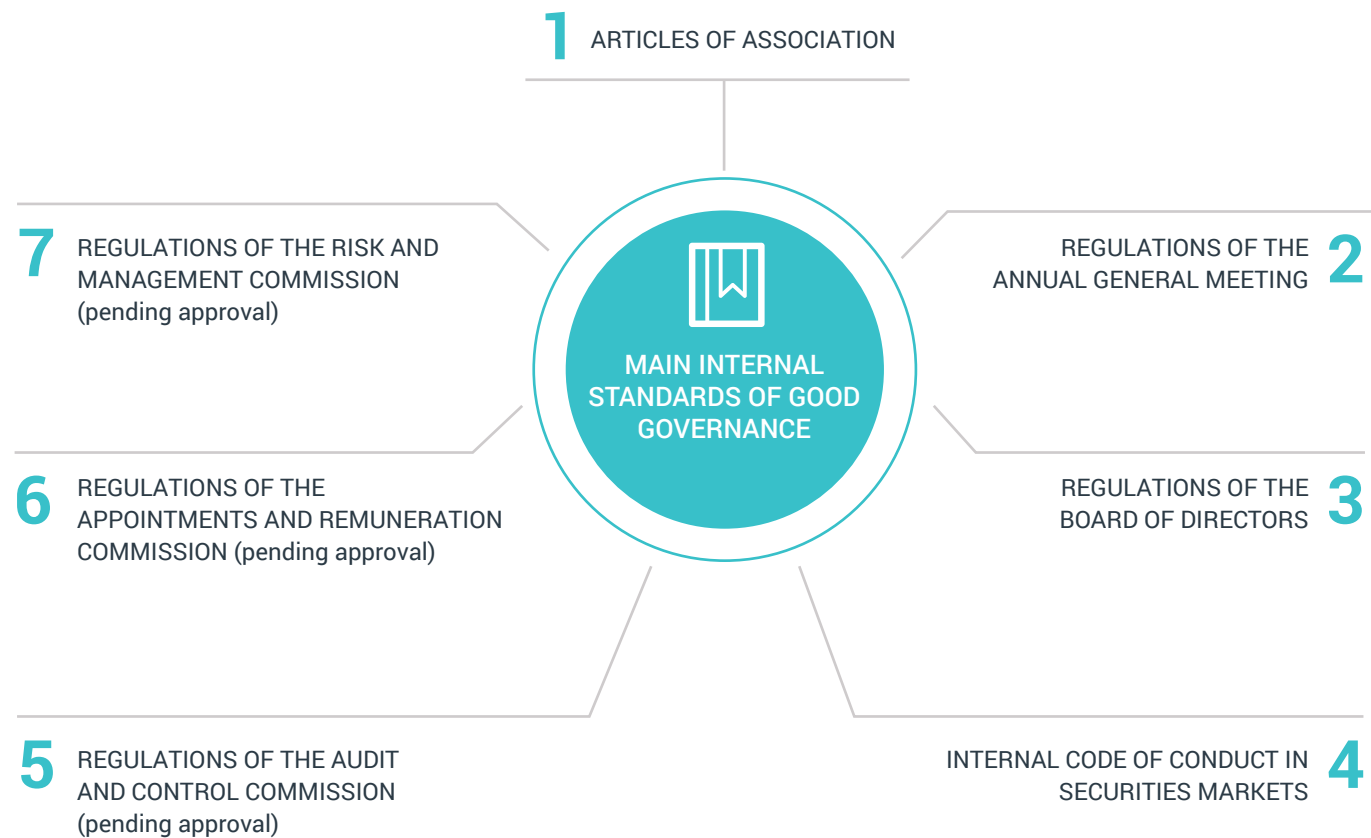 1 ARTICLES OF ASSOCIATION
MAIN INTERNAL
STANDARDS OF GOOD
GOVERNANCE
2 REGULATIONS OF THE
ANNUAL GENERAL MEETING
3 REGULATIONS OF THE
BOARD OF DIRECTORS
4 INTERNAL CODE OF CONDUCT IN
SECURITIES MARKETS
5 REGULATIONS OF THE AUDIT
AND CONTROL COMMISSION
(pending approval)
6 REGULATIONS OF THE
APPOINTMENTS AND REMUNERATION
COMMISSION (pending approval)
7 REGULATIONS OF THE RISK AND
MANAGEMENT COMMISSION
(pending approval)